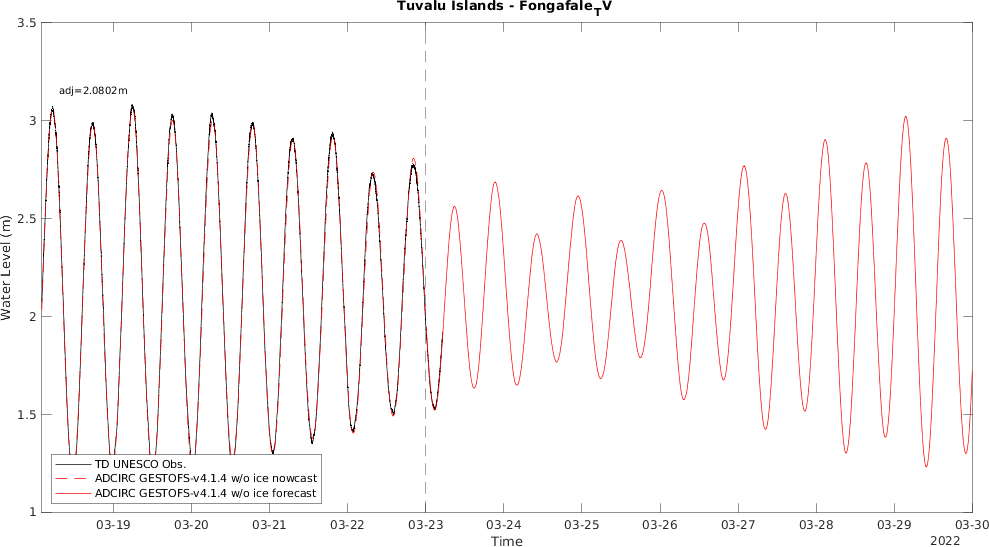 Tuvalu Islands - Fongafale_TV
adj=2.0802m
3.5
3
2.5
2
1.5
1
Water Level (m)
TD UNESCO Obs.
ADCIRC GESTOFS-v4.1.4 w/o ice nowcast
ADCIRC GESTOFS-v4.1.4 w/o ice forecast
03-19 03-20 03-21 03-22 03-23 03-24 03-25 03-26 03-27 03-28 03-29 03-30
Time
2022